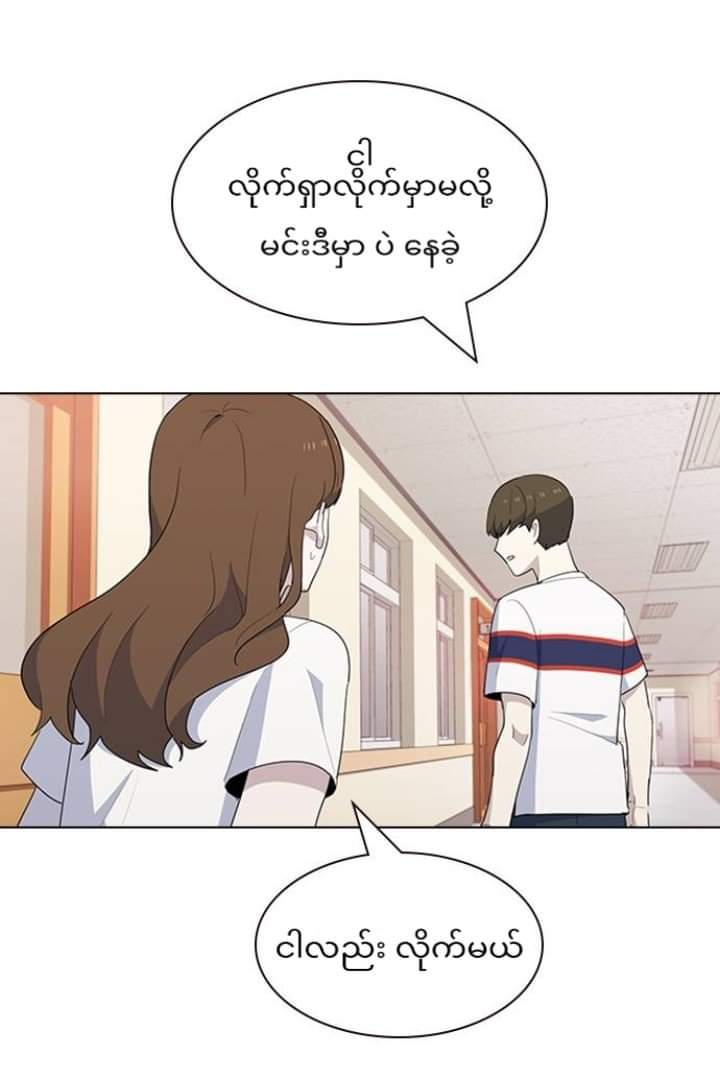 ငါ
လိုက်ရှာလိုက်မှာမလို့
မင်းဒီမှာ ပဲ နေခဲ့
ငါလည်း လိုက်မယ်